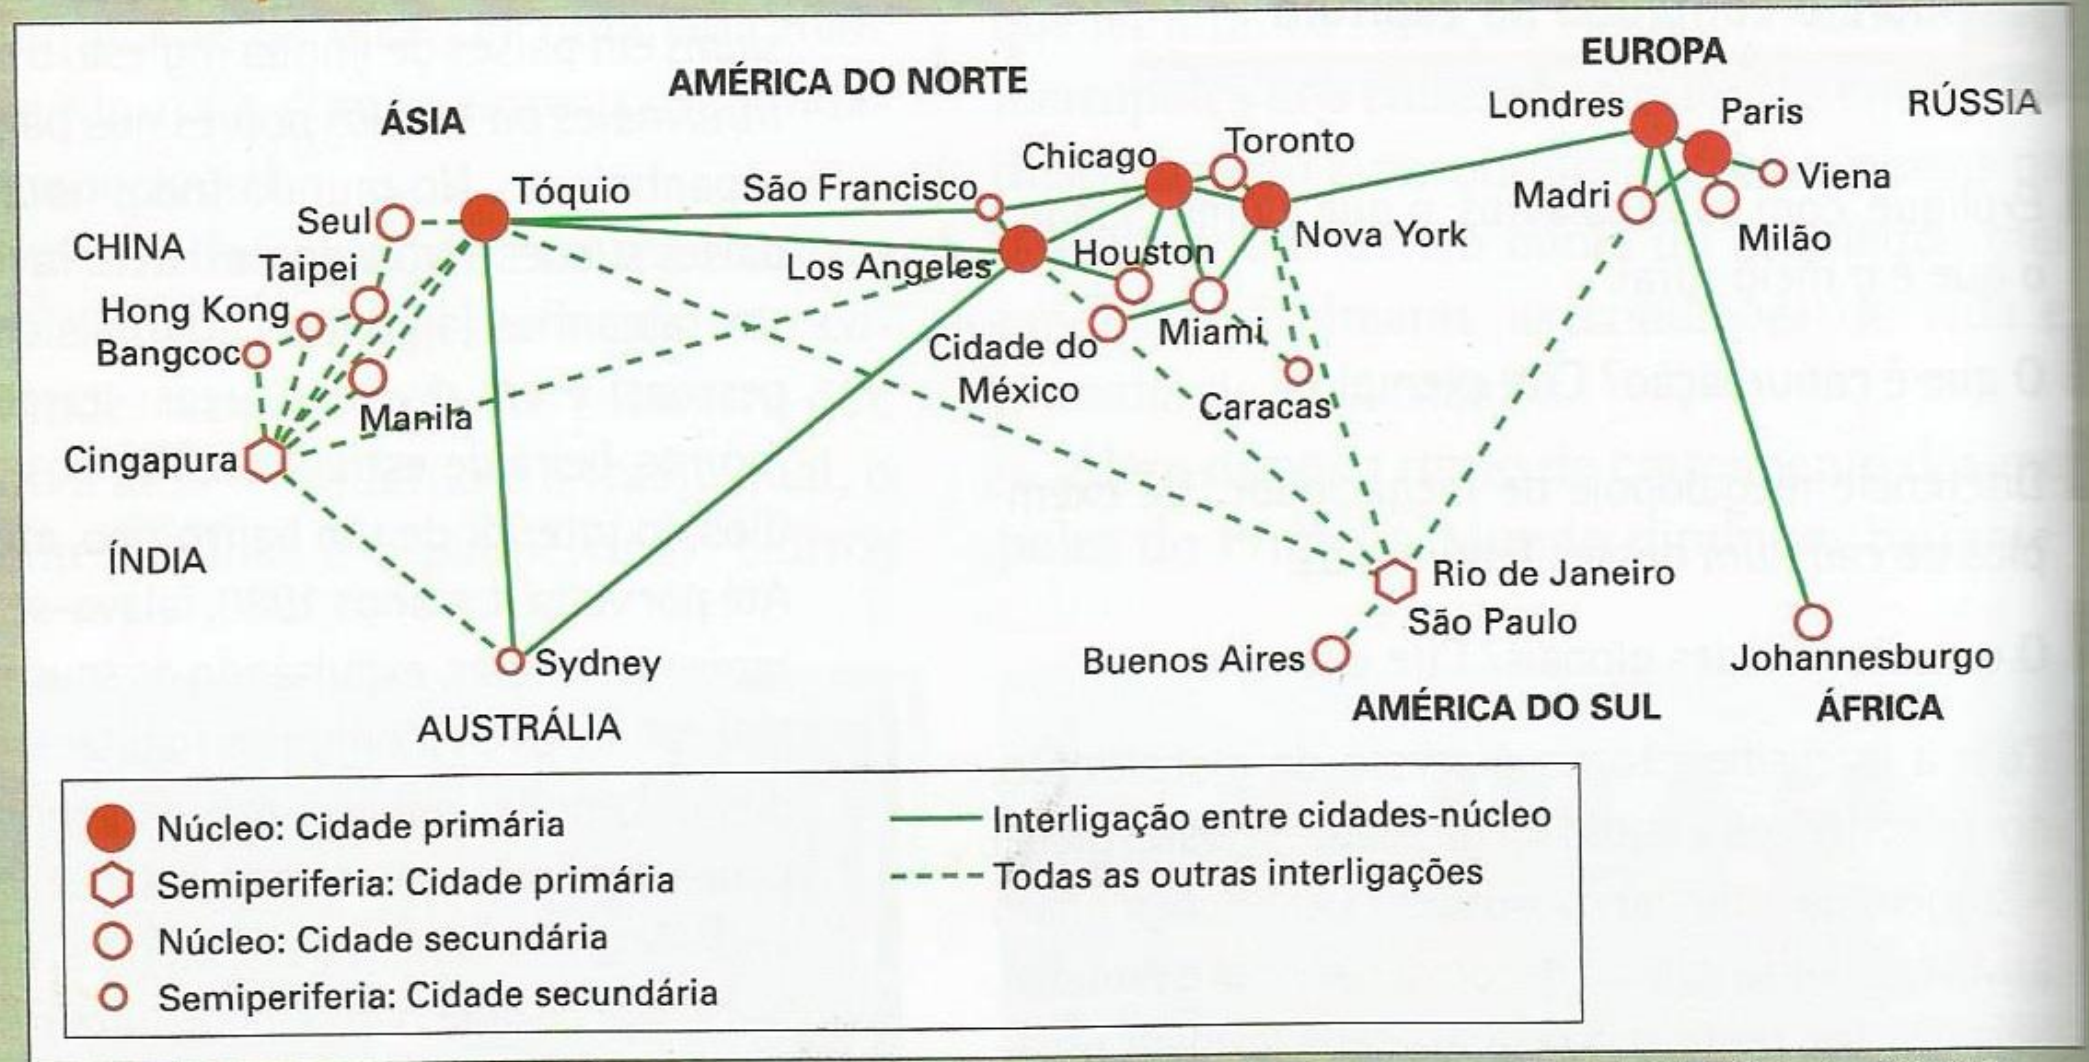 EUROPA
AMÉRICA DO NORTE
ÁSIA
Londres
Paris
RÚSSIA
Chicago
Toronto
Tóquio
São Francisco
Viena
Madri
Seul
CHINA
Nova York
Milão
Houston
Taipei
Los Angeles
Hong Kong
Bangcoc
Miami
Cidade do
México
Caracas
Manila
Cingapura
ÍNDIA
Rio de Janeiro
São Paulo
Sydney
Buenos Aires
Johannesburgo
AMÉRICA DO SUL
ÁFRICA
AUSTRÁLIA
Núcleo: Cidade primária
Semiperiferia: Cidade primária
Núcleo: Cidade secundária
Semiperiferia: Cidade secundária
Interligação entre cidades-núcleo
Todas as outras interligações